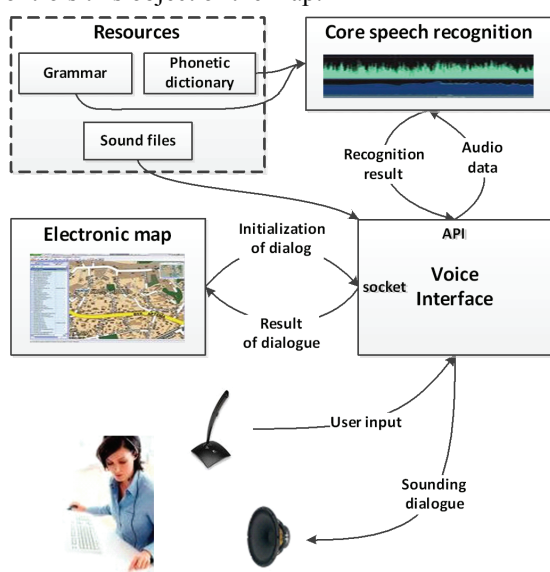 Resources
Grammar
Phonetic
dictionary
Sound files
Core speech recognition
Recognition
result
Audio
data
Electronic map
Initialization
of dialog
Result
of dialogue
API
socket
Voice
Interface
User input
Sounding
dialogue